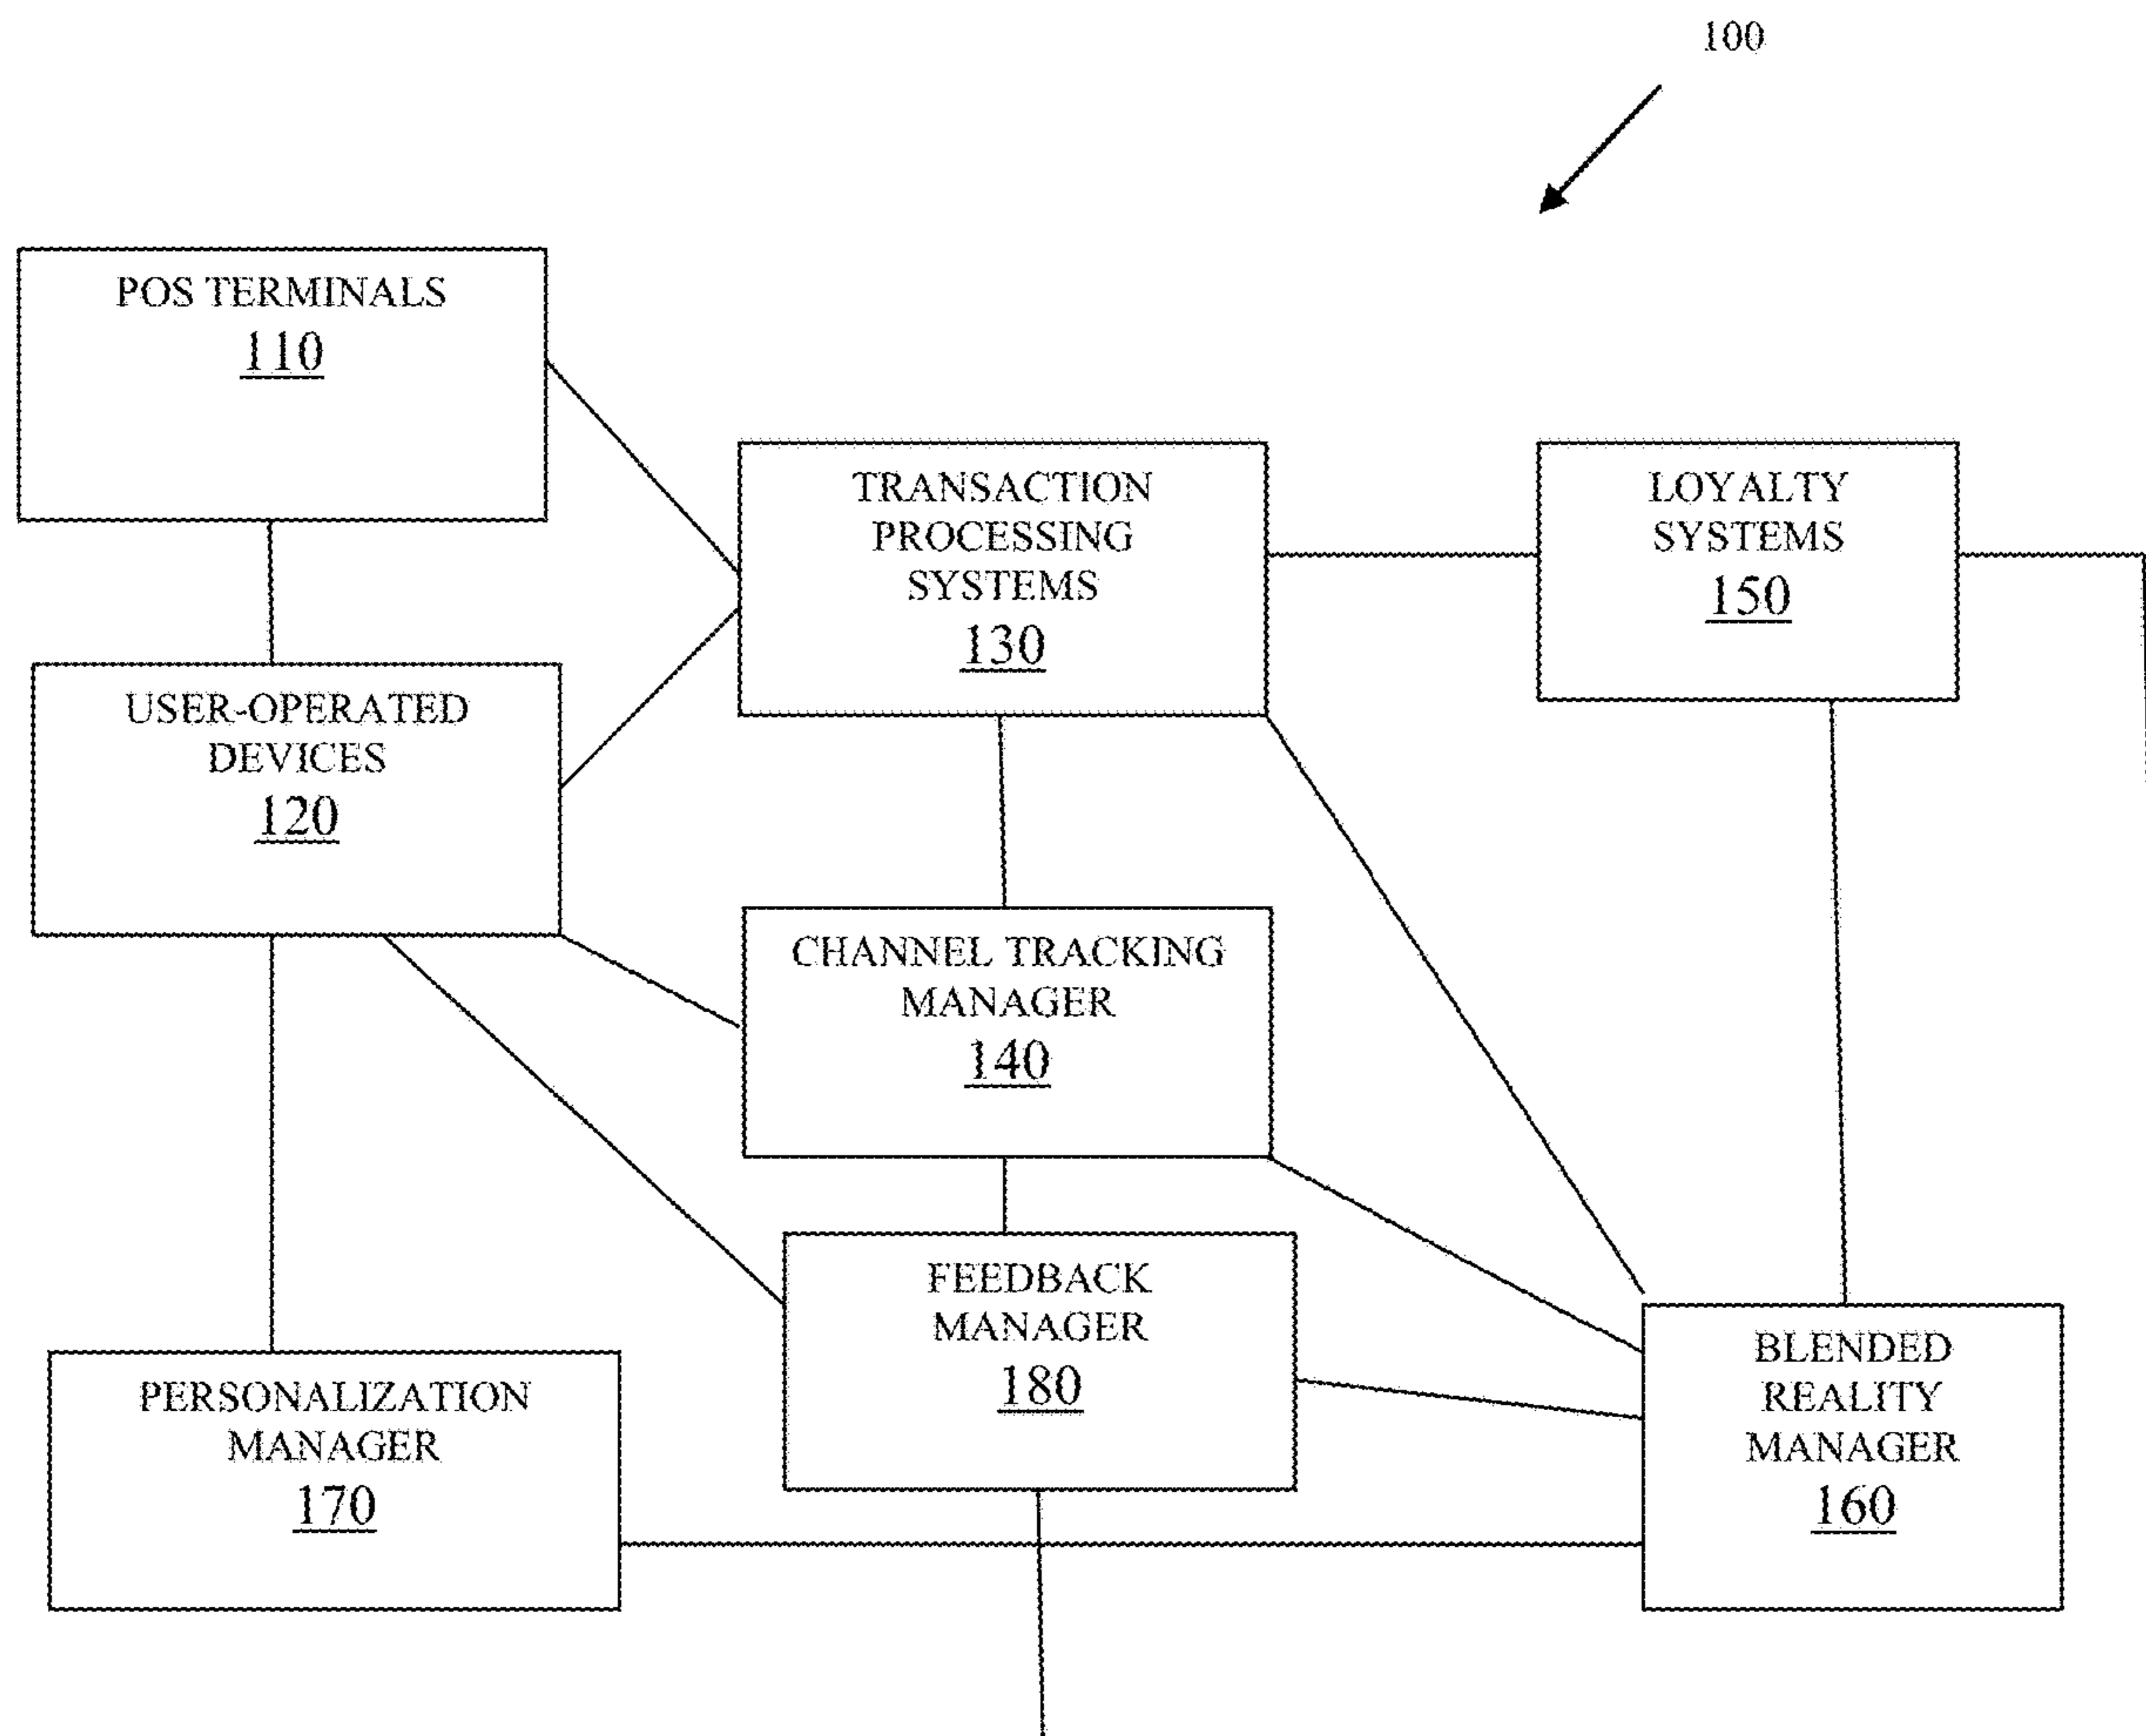 100
POS TERMINALS
110
TRANSACTION
PROCESSING
SYSTEMS
130
LOYALTY
SYSTEMS
150
USER-OPERATED
DEVICES
120
CHANNEL TRACKING
MANAGER
140
FEEDBACK
MANAGER
180
BLENDED
REALITY
MANAGER
160
PERSONALIZATION
MANAGER
170